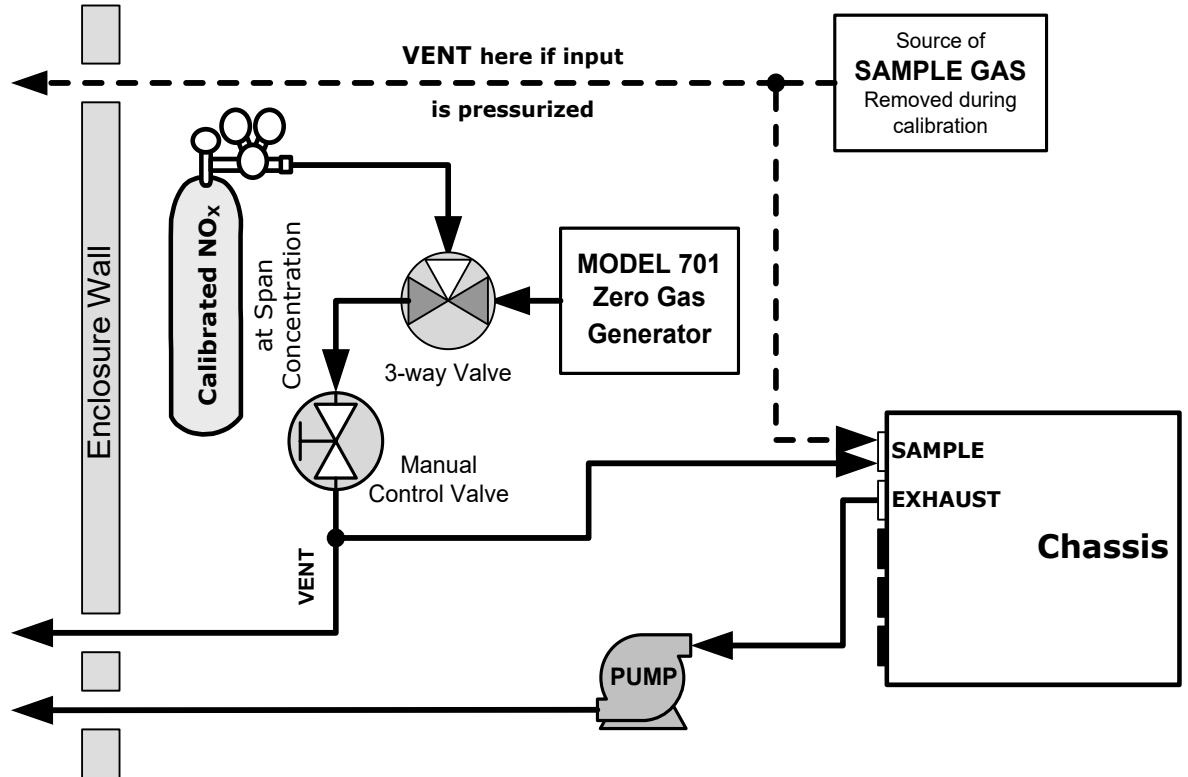 VENT here if input
is pressurized
Source of
SAMPLE GAS
Removed during
calibration
Enclosure Wall
Calibrated NOX
at Span
Concentration
MODEL 701
Zero Gas
Generator
3-way Valve
Manual
Control Valve
VENT
SAMPLE
EXHAUST
Chassis
PUMP